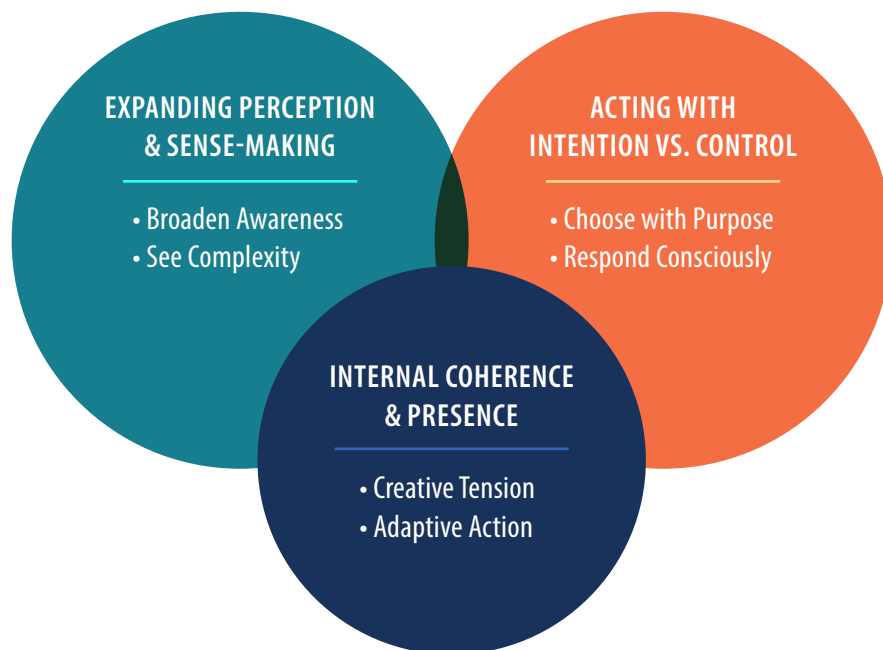 EXPANDING PERCEPTION
& SENSE-MAKING
• Broaden Awareness
• See Complexity
ACTING WITH
INTENTION VS. CONTROL
• Choose with Purpose
• Respond Consciously
INTERNAL COHERENCE
& PRESENCE
• Creative Tension
• Adaptive Action